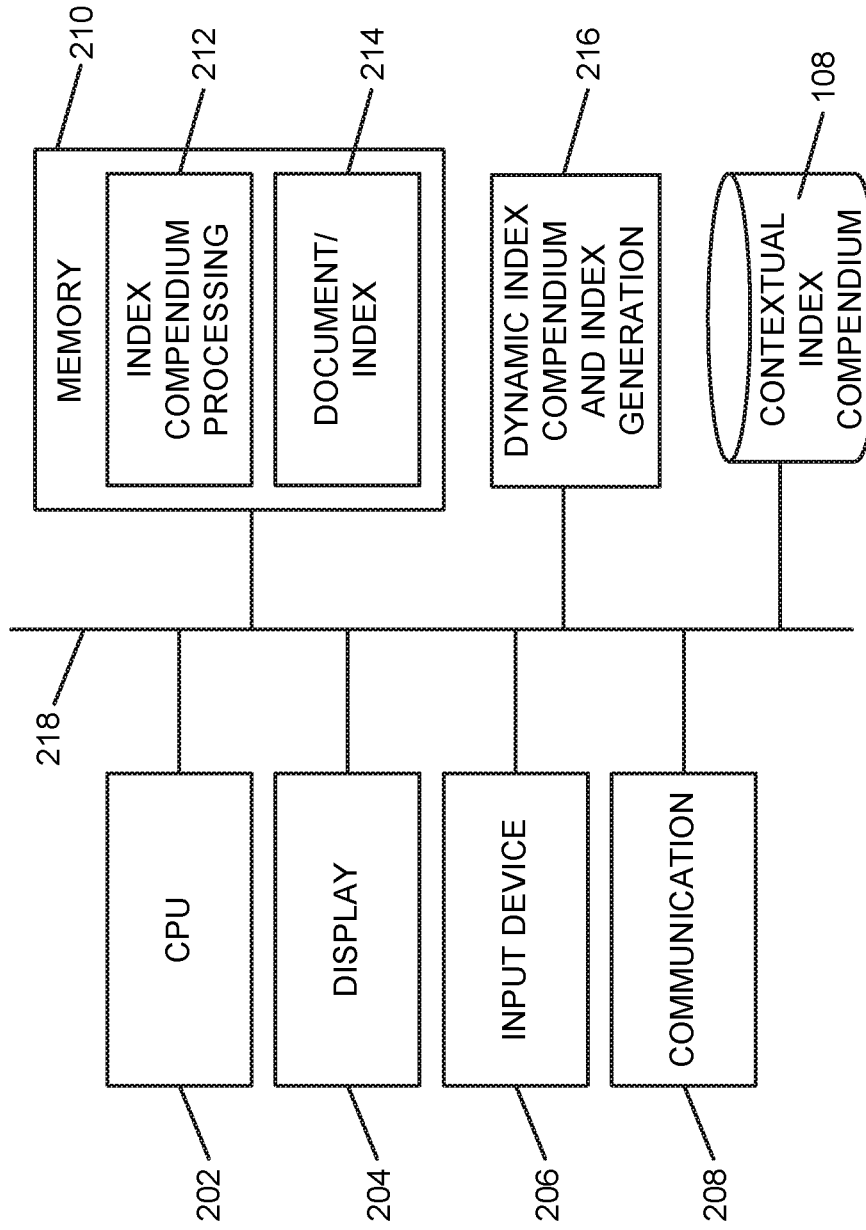 202
CPU
204
DISPLAY
206
INPUT DEVICE
208
COMMUNICATION
218
MEMORY
210
INDEX
COMPENDIUM
PROCESSING
212
DOCUMENT/
INDEX
214
DYNAMIC INDEX
COMPENDIUM
AND INDEX
GENERATION
216
CONTEXTUAL
INDEX
COMPENDIUM
108